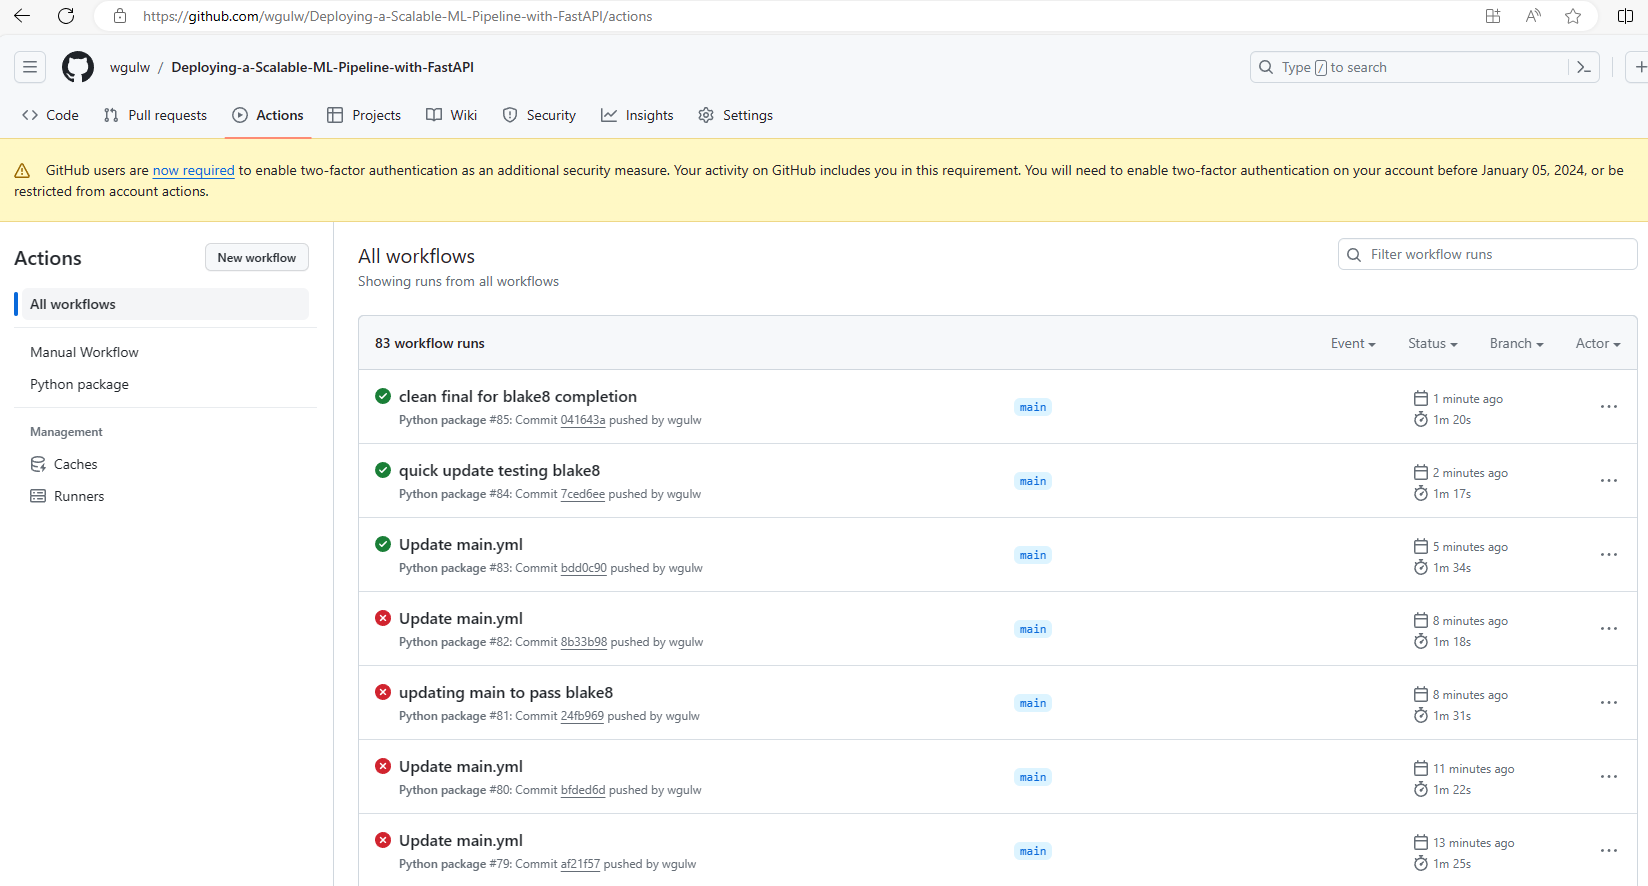 https://github.com/wgulw/Deploying-a-Scalable-ML-Pipeline-with-FastAPI/actions
wgulw / Deploying-a-Scalable-ML-Pipeline-with-FastAPI
Type / to search
Code Pull requests Actions Projects Wiki Security Insights Settings
GitHub users are now required to enable two-factor authentication as an additional security measure. Your activity on GitHub includes you in this requirement. You will need to enable two-factor authentication on your account before January 05, 2024, or be
restricted from account actions.
Actions
New workflow
All workflows
Manual Workflow
Python package
Management
Caches
Runners
All workflows
Showing runs from all workflows
Filter workflow runs
83 workflow runs
Event Status Branch Actor
clean final for blake8 completion
Python package #85: Commit 041643a pushed by wgulw
main
1 minute ago
1m 20s
quick update testing blake8
Python package #84: Commit 7ced6ee pushed by wgulw
main
2 minutes ago
1m 17s
Update main.yml
Python package #83: Commit bdd0c90 pushed by wgulw
main
5 minutes ago
1m 34s
Update main.yml
Python package #82: Commit 8b33b98 pushed by wgulw
main
8 minutes ago
1m 18s
updating main to pass blake8
Python package #81: Commit 24fb969 pushed by wgulw
main
8 minutes ago
1m 31s
Update main.yml
Python package #80: Commit bfded6d pushed by wgulw
main
11 minutes ago
1m 22s
Update main.yml
Python package #79: Commit af21f57 pushed by wgulw
main
13 minutes ago
1m 25s